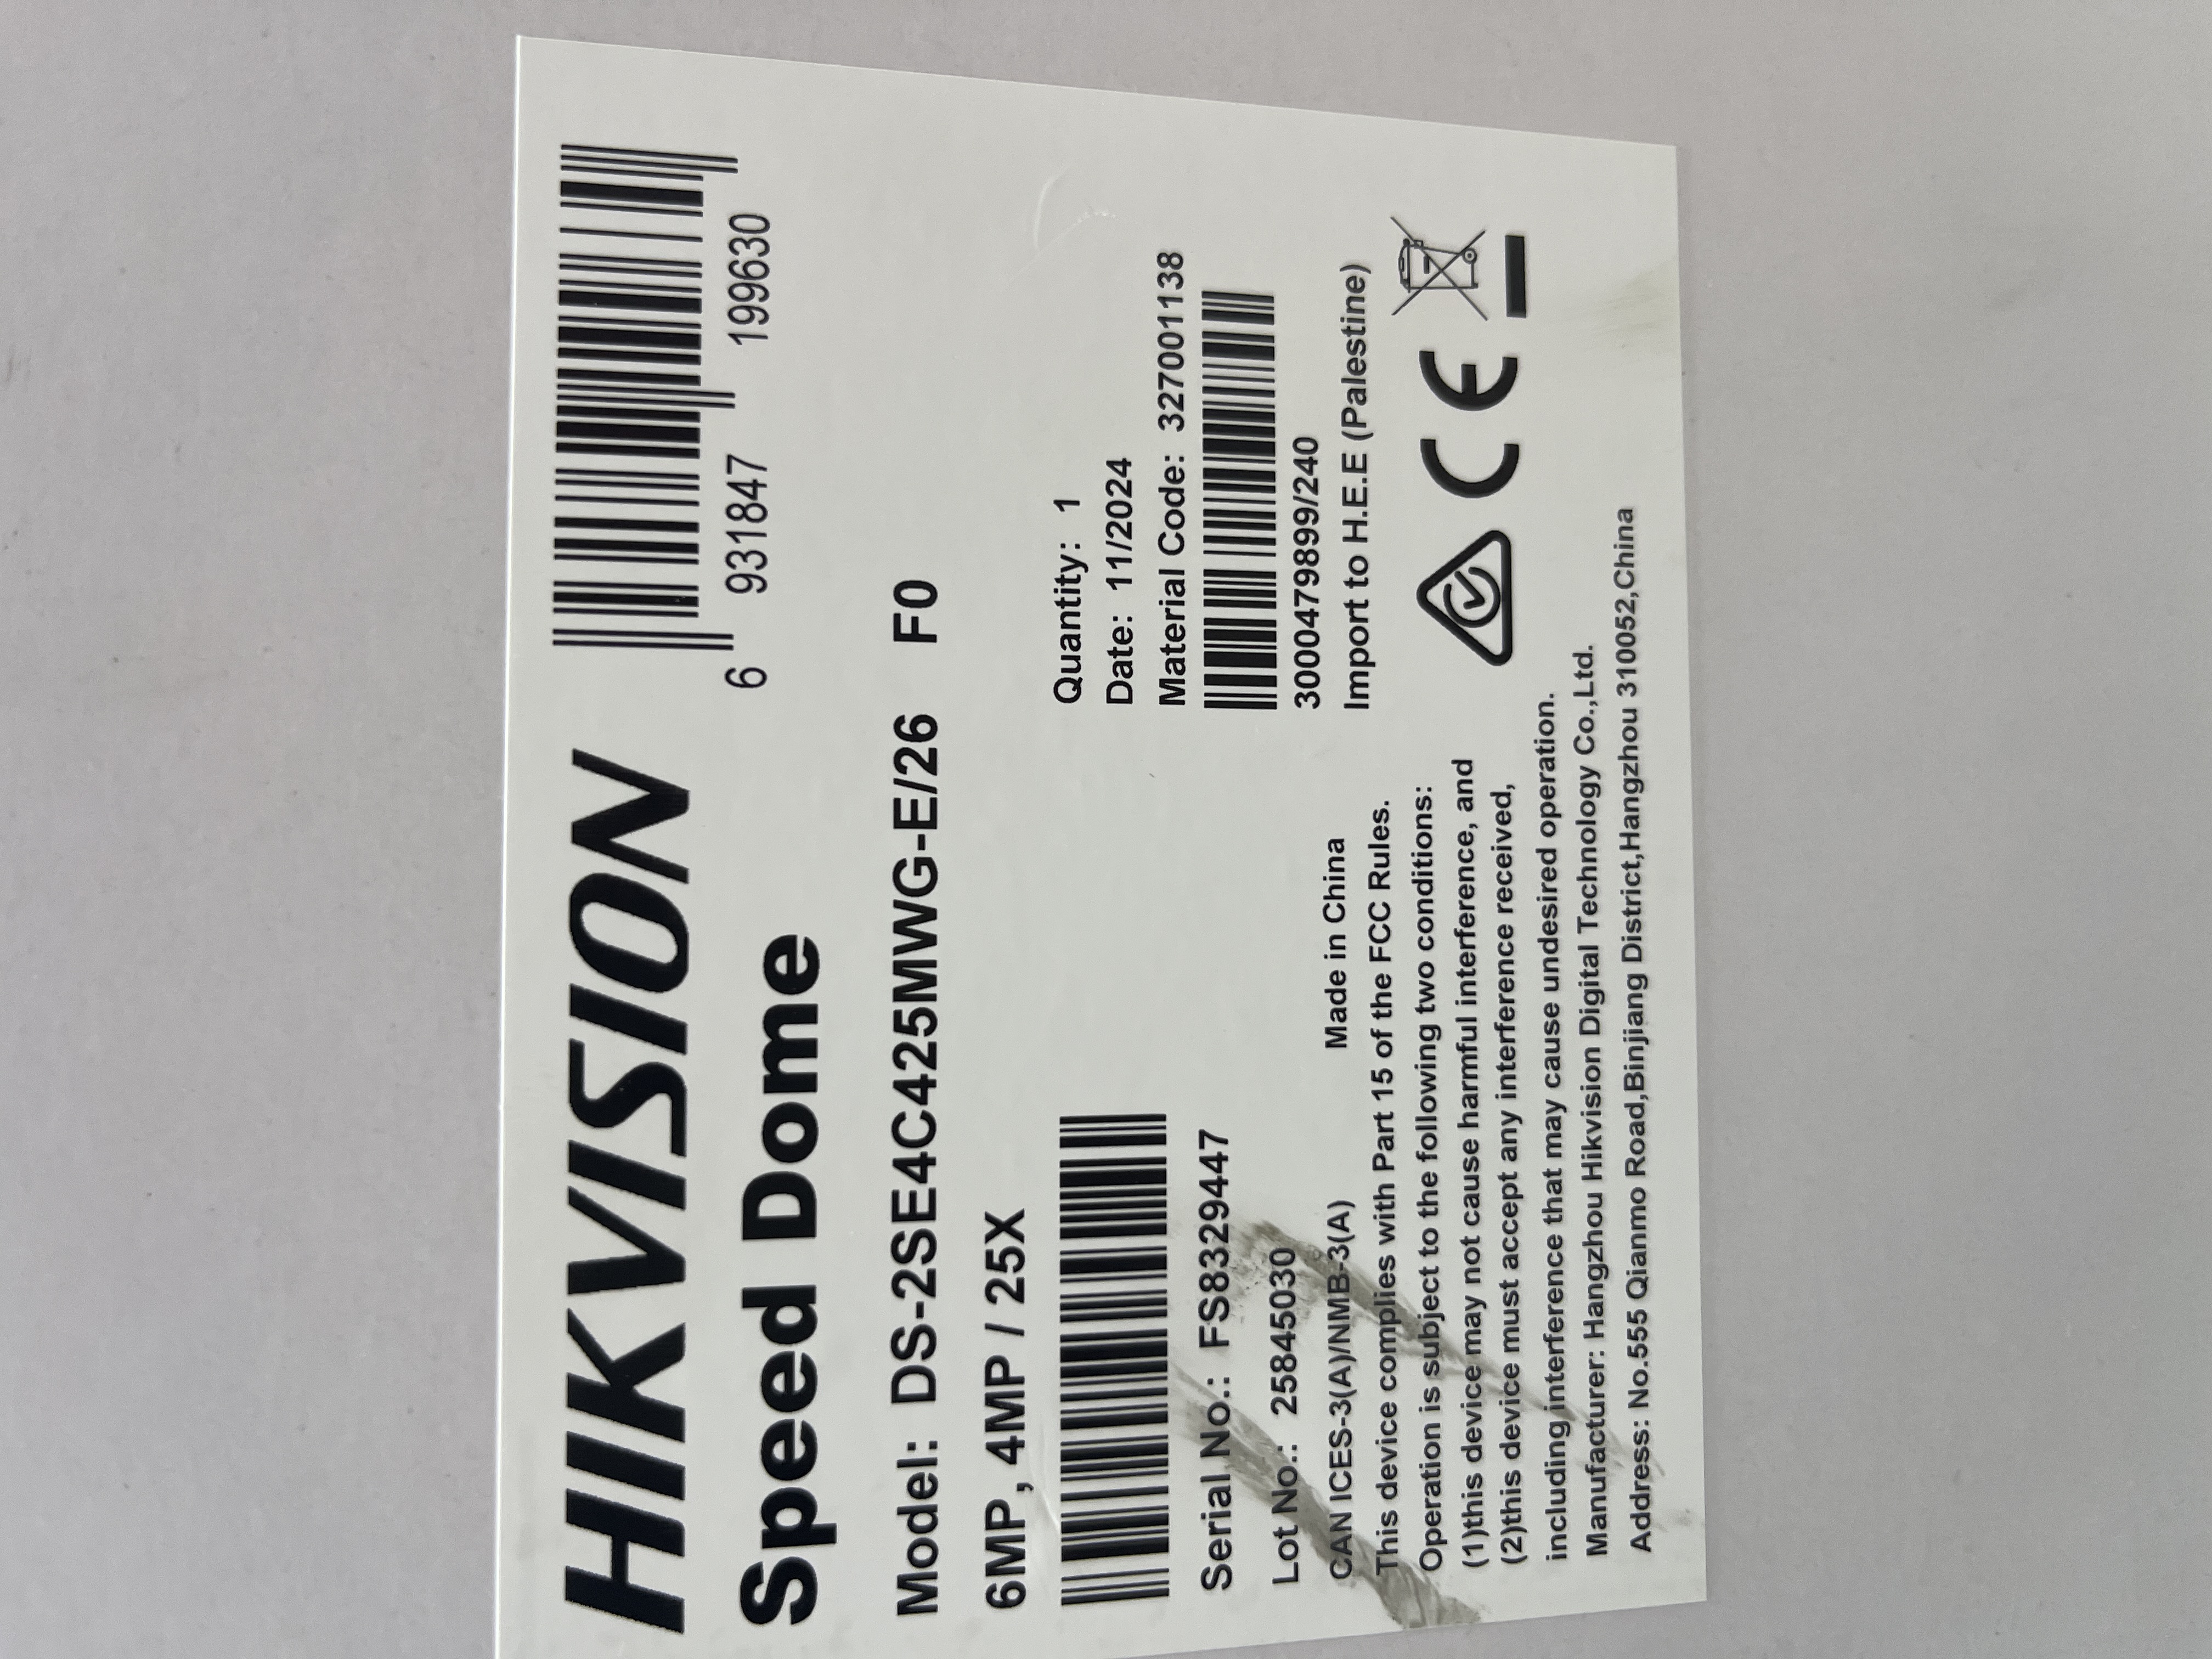 HIKVISION
6 931847 199630
Speed Dome
Model: DS-2SE4C425MWG-E/26 F0
6MP, 4MP / 25X
Serial No.: FS8329447
Lot No.: 25845030
Quantity: 1
Date: 11/2024
Material Code: 327001138
3000479899/240
Import to H.E.E (Palestine)
CAN ICES-3(A)/NMB-3(A) Made in China
This device complies with Part 15 of the FCC Rules.
Operation is subject to the following two conditions:
(1)this device may not cause harmful interference, and
(2)this device must accept any interference received,
including interference that may cause undesired operation.
Manufacturer: Hangzhou Hikvision Digital Technology Co.,Ltd.
Address: No.555 Qianmo Road,Binjiang District,Hangzhou 310052,China
CE